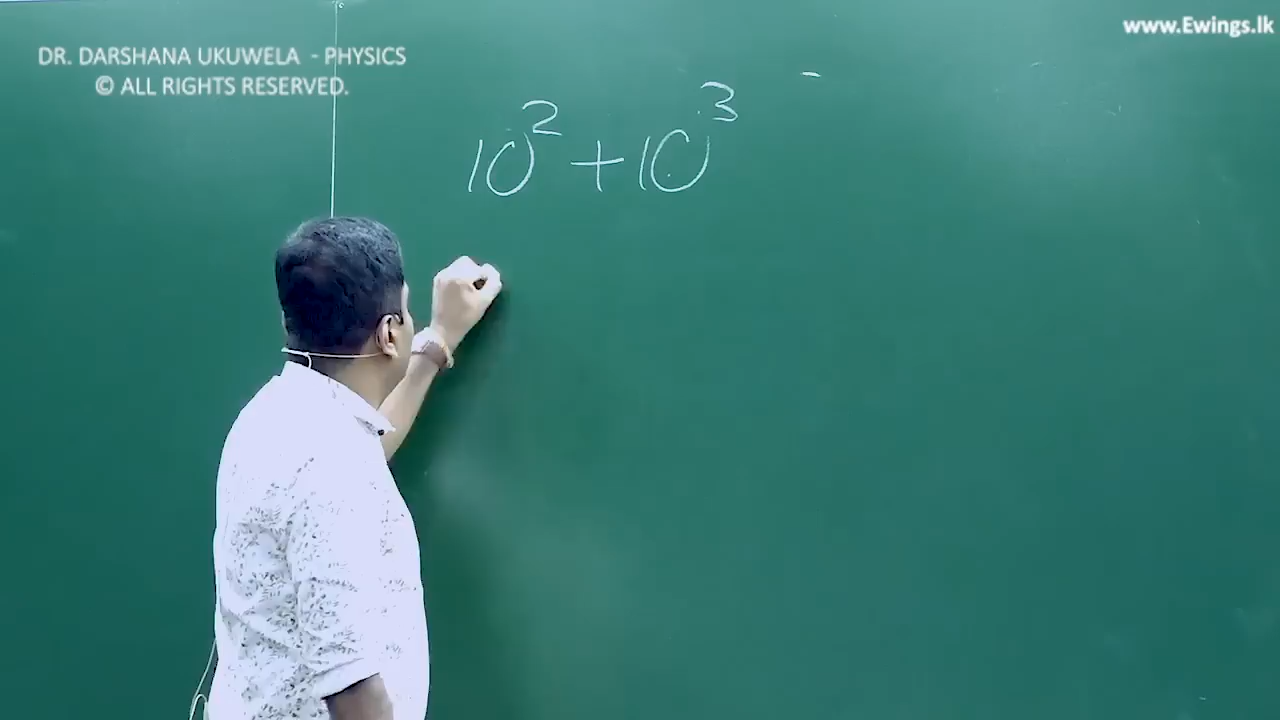 www.Ewings.lk
DR. DARSHANA UKUWELA - PHYSICS
© ALL RIGHTS RESERVED.
10² + 10³